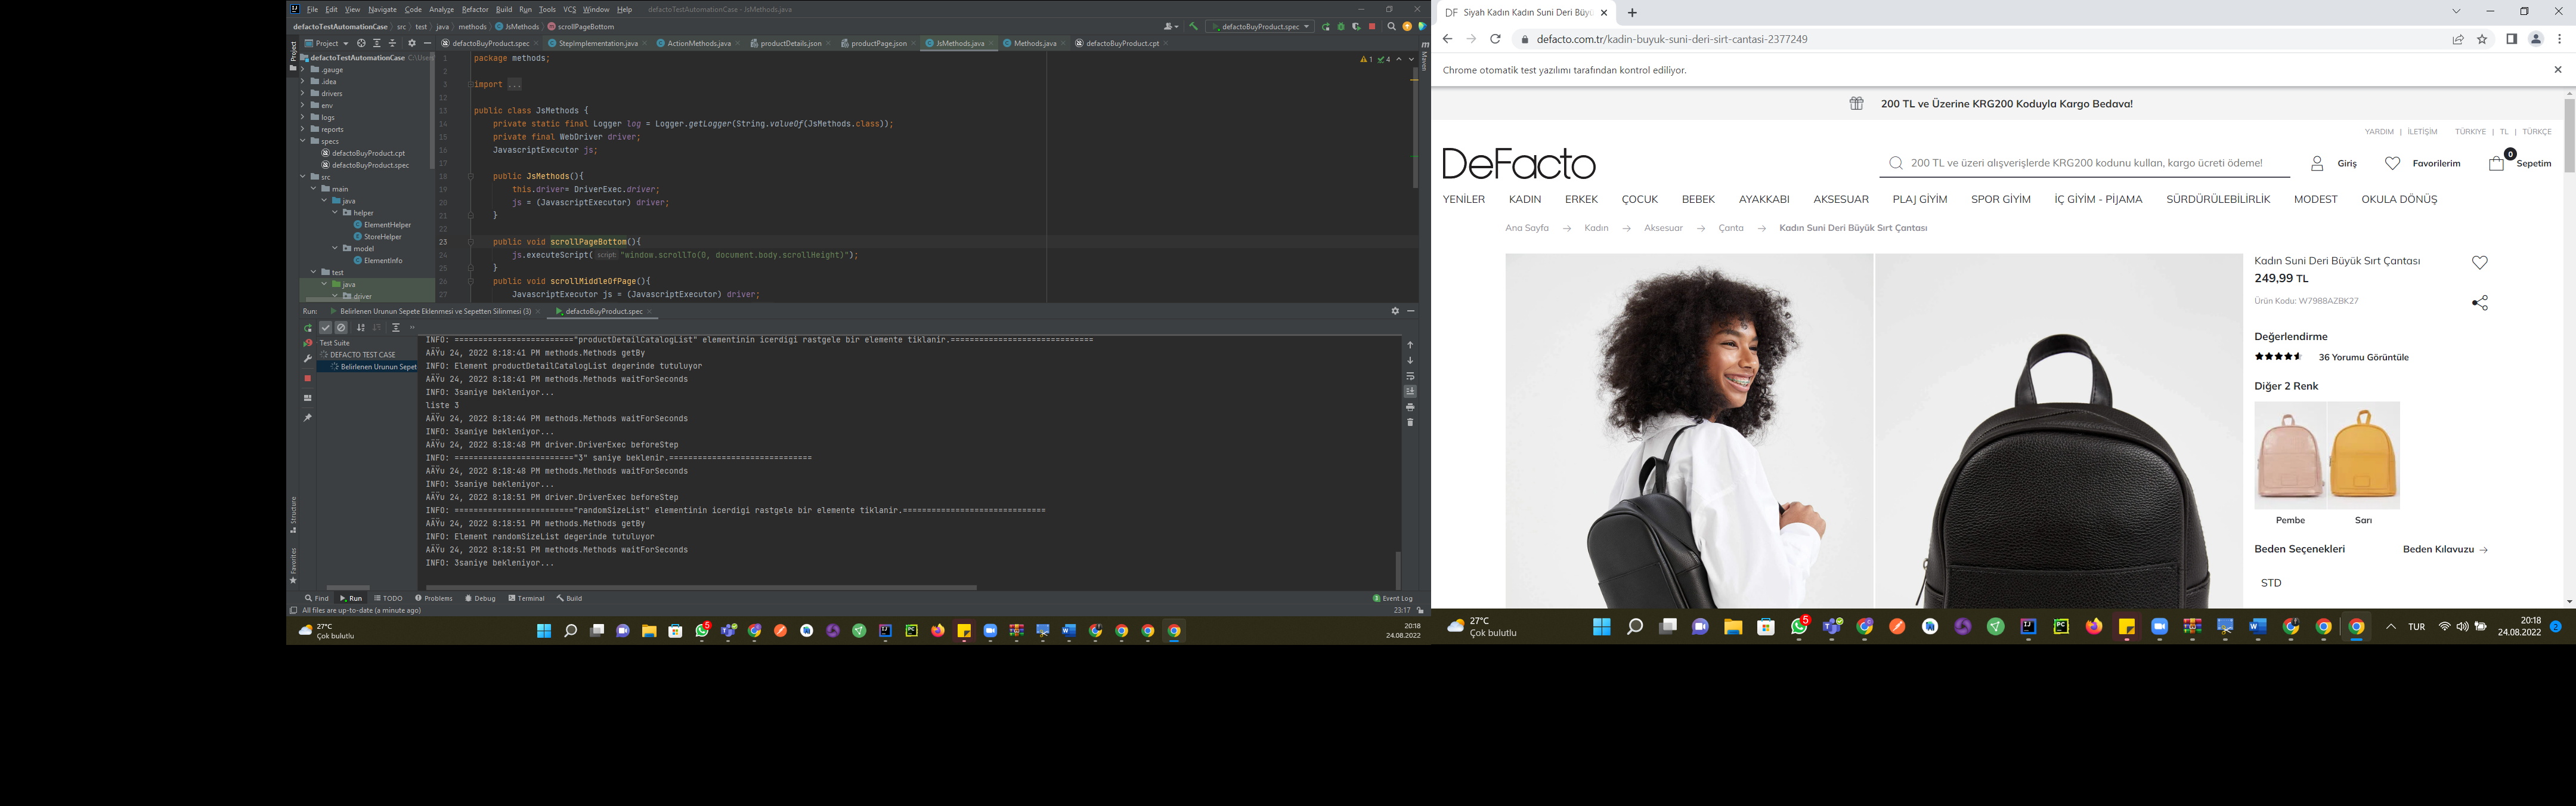 File Edit View Navigate Code Analyze Refactor Build Run Tools VCS Window Help defactoTestAutomationCase - JsMethods.java
defactoTestAutomationCase src test java methods JsMethods scrollPageBottom
defactoBuyProduct.spec
Project
defactoBuyProduct.spec StepImplementation.java ActionMethods.java productDetails.json productPage.json JsMethods.java Methods.java defactoBuyProduct.cpt
Project
Maven
defactoTestAutomationCase C:\Users
.gauge
.idea
drivers
env
logs
reports
specs
defactoBuyProduct.cpt
defactoBuyProduct.spec
src
main
java
helper
ElementHelper
StoreHelper
model
ElementInfo
test
java
driver
1 package methods;
2
3 import ...
12
13 public class JsMethods {
14 private static final Logger log = Logger.getLogger(String.valueOf(JsMethods.class));
15 private final WebDriver driver;
16 JavascriptExecutor js;
17
18 public JsMethods(){
19 this.driver= DriverExec.driver;
20 js = (JavascriptExecutor) driver;
21 }
22
23 public void scrollPageBottom(){
24 js.executeScript( script: "window.scrollTo(0, document.body.scrollHeight)");
25 }
26 public void scrollMiddleOfPage(){
27 JavascriptExecutor js = (JavascriptExecutor) driver;
1 4
Run: Belirlenen Urunun Sepete Eklenmesi ve Sepetten Silinmesi (3) defactoBuyProduct.spec
Test Suite
DEFACTO TEST CASE
Belirlenen Urunun Sepet
INFO: ========================="productDetailCatalogList" elementinin icerdigi rastgele bir elemente tiklanir.==============================
AÄŸu 24, 2022 8:18:41 PM methods.Methods getBy
INFO: Element productDetailCatalogList degerinde tutuluyor
AÄŸu 24, 2022 8:18:41 PM methods.Methods waitForSeconds
INFO: 3saniye bekleniyor...
liste 3
AÄŸu 24, 2022 8:18:44 PM methods.Methods waitForSeconds
INFO: 3saniye bekleniyor...
AÄŸu 24, 2022 8:18:48 PM driver.DriverExec beforeStep
INFO: ========================="3" saniye beklenir.==============================
AÄŸu 24, 2022 8:18:48 PM methods.Methods waitForSeconds
INFO: 3saniye bekleniyor...
AÄŸu 24, 2022 8:18:51 PM driver.DriverExec beforeStep
INFO: ========================="randomSizeList" elementinin icerdigi rastgele bir elemente tiklanir.==============================
AÄŸu 24, 2022 8:18:51 PM methods.Methods getBy
INFO: Element randomSizeList degerinde tutuluyor
AÄŸu 24, 2022 8:18:51 PM methods.Methods waitForSeconds
INFO: 3saniye bekleniyor...
Structure
Favorites
Find Run TODO Problems Debug Terminal Build
3 Event Log
All files are up-to-date (a minute ago)
23:17
27°C
Çok bulutlu
5
20:18
24.08.2022
DF Siyah Kadın Kadın Suni Deri Büyü
defacto.com.tr/kadin-buyuk-suni-deri-sirt-cantasi-2377249
Chrome otomatik test yazılımı tarafından kontrol ediliyor.
200 TL ve Üzerine KRG200 Koduyla Kargo Bedava!
YARDIM | İLETİŞİM TÜRKIYE | TL | TÜRKÇE
DeFacto
200 TL ve üzeri alışverişlerde KRG200 kodunu kullan, kargo ücreti ödeme!
Giriş Favorilerim 0 Sepetim
YENİLER KADIN ERKEK ÇOCUK BEBEK AYAKKABI AKSESUAR PLAJ GİYİM SPOR GİYİM İÇ GİYİM - PİJAMA SÜRDÜRÜLEBİLİRLİK MODEST OKULA DÖNÜŞ
Ana Sayfa → Kadın → Aksesuar → Çanta → Kadın Suni Deri Büyük Sırt Çantası
Kadın Suni Deri Büyük Sırt Çantası
249,99 TL
Ürün Kodu: W7988AZBK27
Değerlendirme
36 Yorumu Görüntüle
Diğer 2 Renk
Pembe Sarı
Beden Seçenekleri Beden Kılavuzu →
STD
27°C
Çok bulutlu
5
TUR
20:18
24.08.2022
2